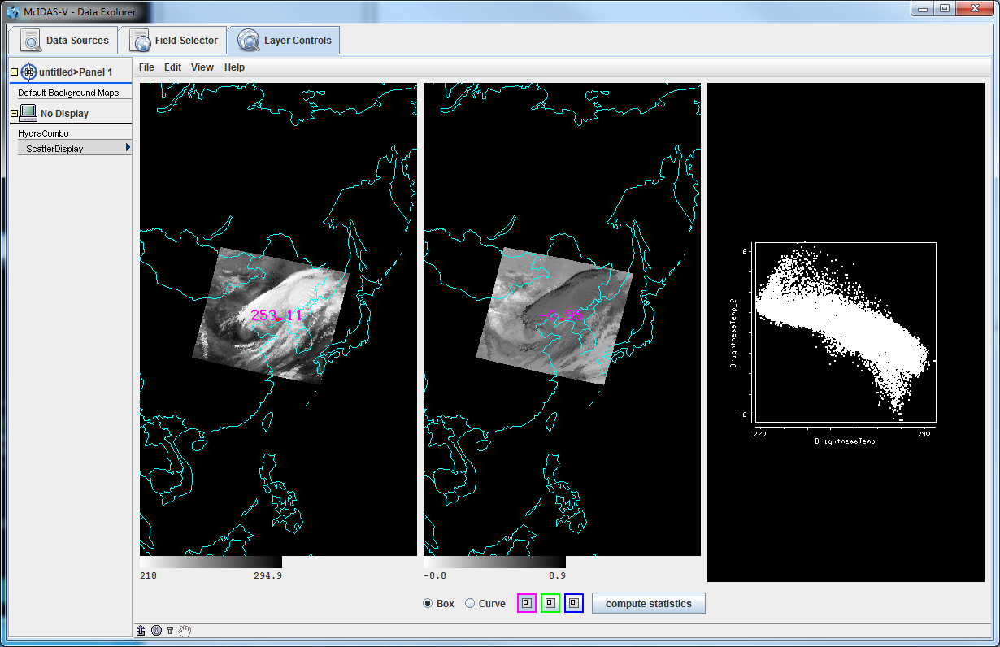 McIDAS-V - Data Explorer
Data Sources
Field Selector
Layer Controls
untitled>Panel 1
Default Background Maps
No Display
HydraCombo
- ScatterDisplay
File Edit View Help
253.11
218 294.9
-8.8 8.9
8
BrightnessTemp_2
-8
220 290
BrightnessTemp
Box Curve compute statistics